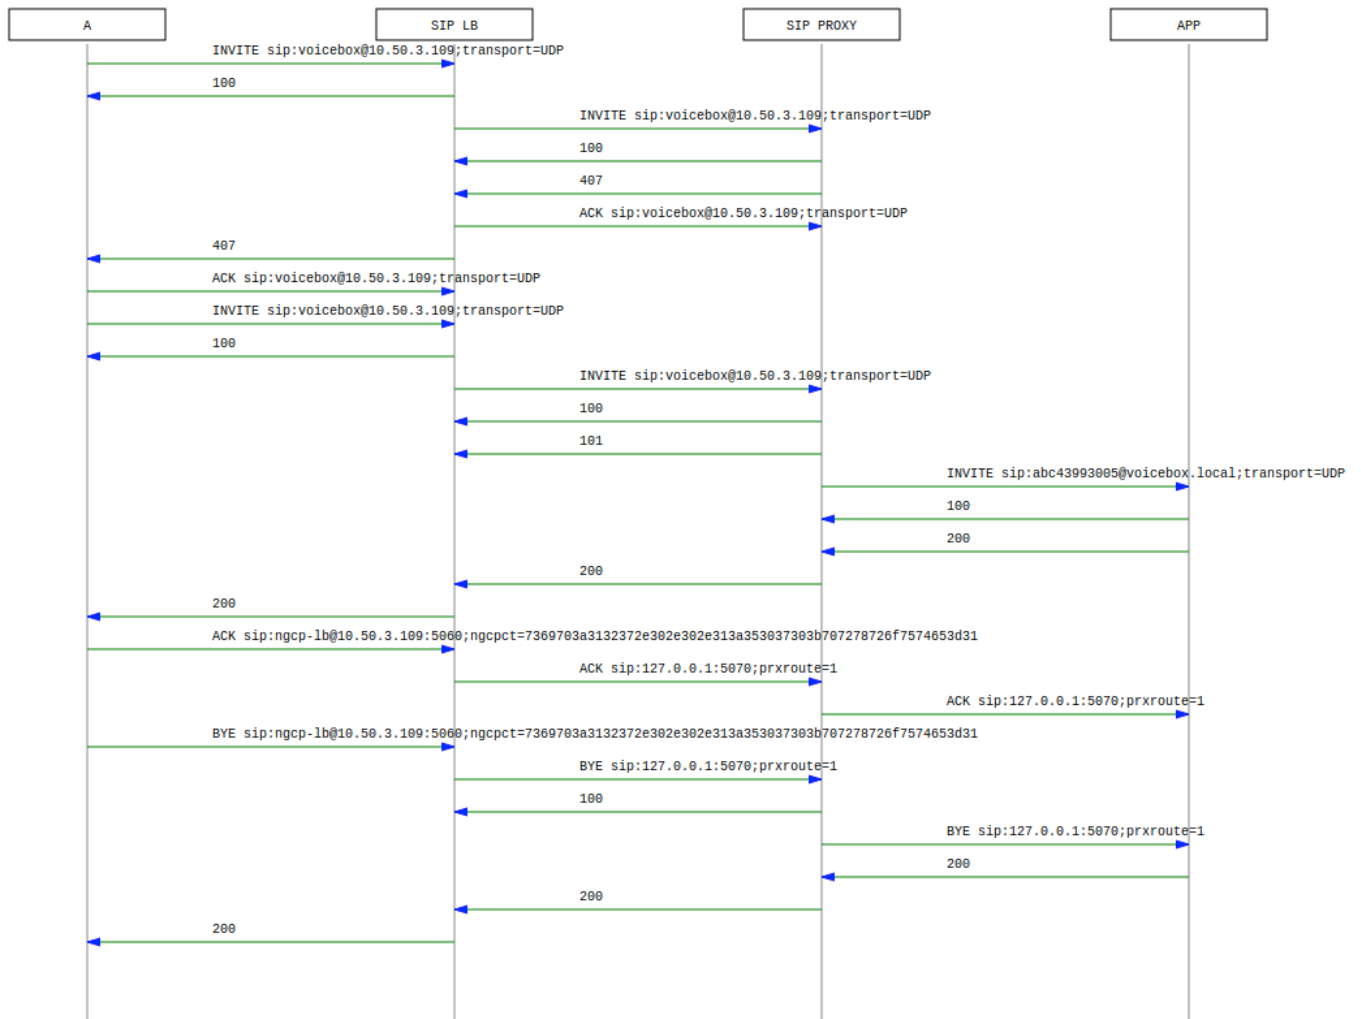 A
SIP LB
SIP PROXY
APP
INVITE sip:voicebox@10.50.3.109;transport=UDP
100
INVITE sip:voicebox@10.50.3.109;transport=UDP
100
407
ACK sip:voicebox@10.50.3.109;transport=UDP
407
ACK sip:voicebox@10.50.3.109;transport=UDP
INVITE sip:voicebox@10.50.3.109;transport=UDP
100
INVITE sip:voicebox@10.50.3.109;transport=UDP
100
101
INVITE sip:abc43993005@voicebox.local;transport=UDP
100
200
200
200
ACK sip:ngcp-lb@10.50.3.109:5060;ngcpct=7369703a3132372e302e302e313a353037303b707278726f7574653d31
ACK sip:127.0.0.1:5070;prxroute=1
ACK sip:127.0.0.1:5070;prxroute=1
BYE sip:ngcp-lb@10.50.3.109:5060;ngcpct=7369703a3132372e302e302e313a353037303b707278726f7574653d31
BYE sip:127.0.0.1:5070;prxroute=1
100
BYE sip:127.0.0.1:5070;prxroute=1
200
200
200